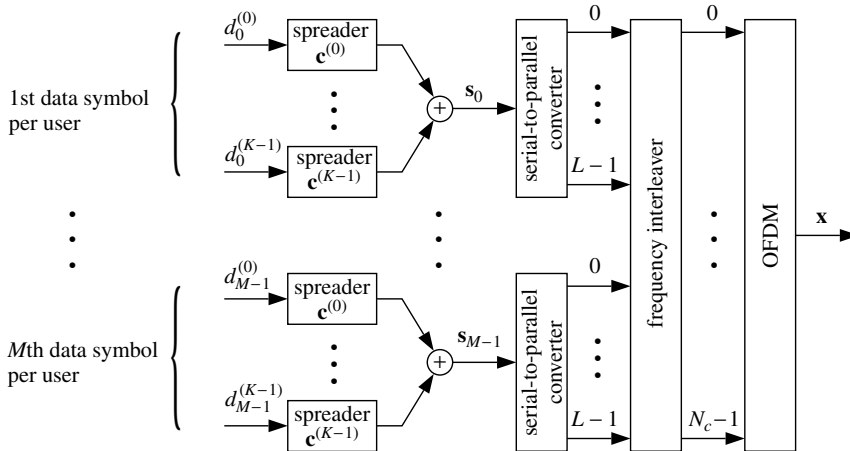 d_0^{(0)}
spreader
c^{(0)}
0
0
1st data symbol
per user
+
s_0
serial-to-parallel
converter
d_0^{(K-1)}
spreader
c^{(K-1)}
L − 1
frequency interleaver
OFDM
x
d_{M-1}^{(0)}
spreader
c^{(0)}
0
Mth data symbol
per user
+
s_{M-1}
serial-to-parallel
converter
d_{M-1}^{(K-1)}
spreader
c^{(K-1)}
L − 1
N_c−1